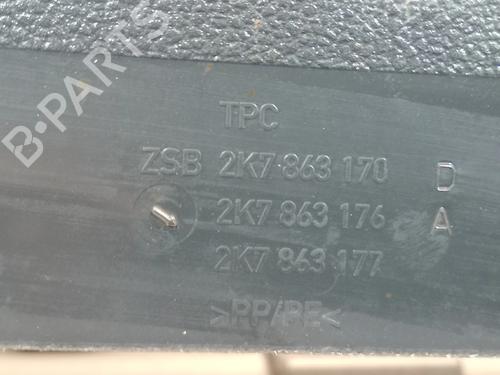 B-PARTS
TPC
ZSB 2K7 863 170 D
2K7 863 176 A
2K7 863 177
>PP/PE<